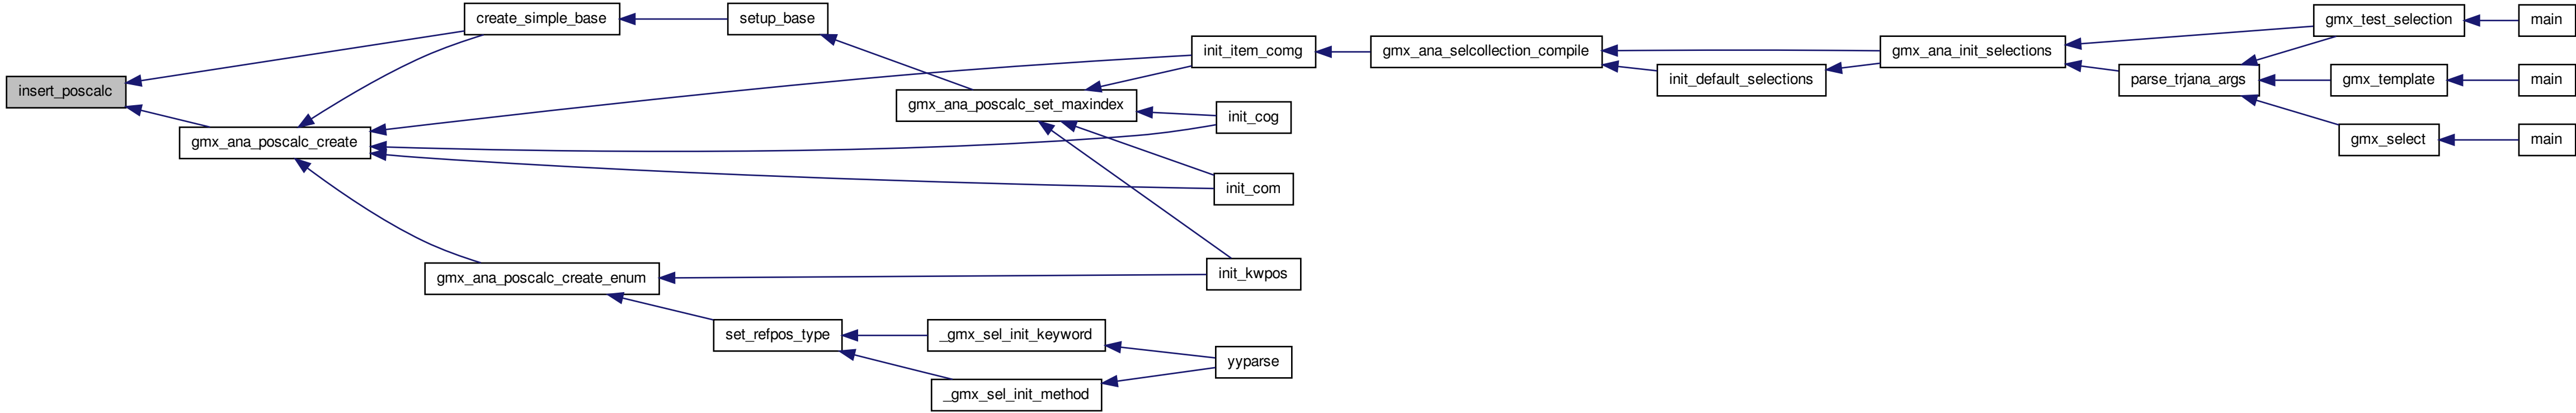 insert_poscalc
gmx_ana_poscalc_create
create_simple_base
setup_base
gmx_ana_poscalc_create_enum
set_refpos_type
gmx_ana_poscalc_set_maxindex
_gmx_sel_init_keyword
_gmx_sel_init_method
init_item_comg
init_cog
init_com
init_kwpos
yyparse
gmx_ana_selcollection_compile
init_default_selections
gmx_ana_init_selections
parse_trjana_args
gmx_test_selection
gmx_template
gmx_select
main
main
main